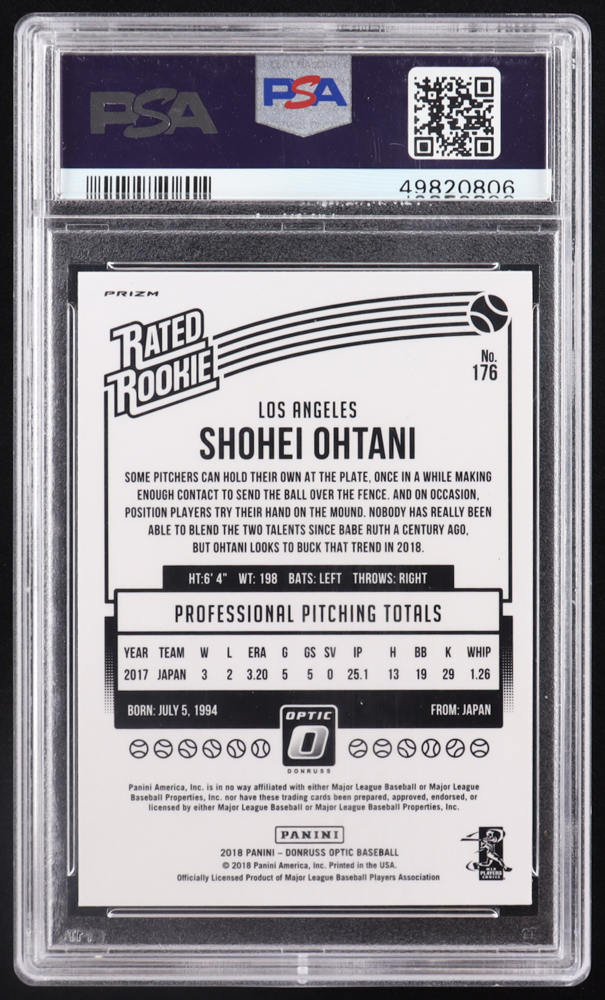 PSA
PSA
49820806
PRIZM
RATED
ROOKIE
No.
176
LOS ANGELES
SHOHEI OHTANI
SOME PITCHERS CAN HOLD THEIR OWN AT THE PLATE, ONCE IN A WHILE MAKING
ENOUGH CONTACT TO SEND THE BALL OVER THE FENCE. AND ON OCCASION,
POSITION PLAYERS TRY THEIR HAND ON THE MOUND. NOBODY HAS REALLY BEEN
ABLE TO BLEND THE TWO TALENTS SINCE BABE RUTH A CENTURY AGO,
BUT OHTANI LOOKS TO BUCK THAT TREND IN 2018.
HT:6' 4" WT: 198 BATS: LEFT THROWS: RIGHT
PROFESSIONAL PITCHING TOTALS
YEAR TEAM W L ERA G GS SV IP H BB K WHIP
2017 JAPAN 3 2 3.20 5 5 0 25.1 13 19 29 1.26
BORN: JULY 5, 1994 FROM: JAPAN
OPTIC
DONRUSS
Panini America, Inc. is in no way affiliated with either Major League Baseball or Major League
Baseball Properties, Inc. nor have these trading cards been prepared, approved, endorsed, or
licensed by either Major League Baseball or Major League Baseball Properties, Inc.
PANINI
2018 PANINI – DONRUSS OPTIC BASEBALL
© 2018 Panini America, Inc. Printed in the USA.
Officially Licensed Product of Major League Baseball Players Association
MLB
PLAYERS
CHOICE